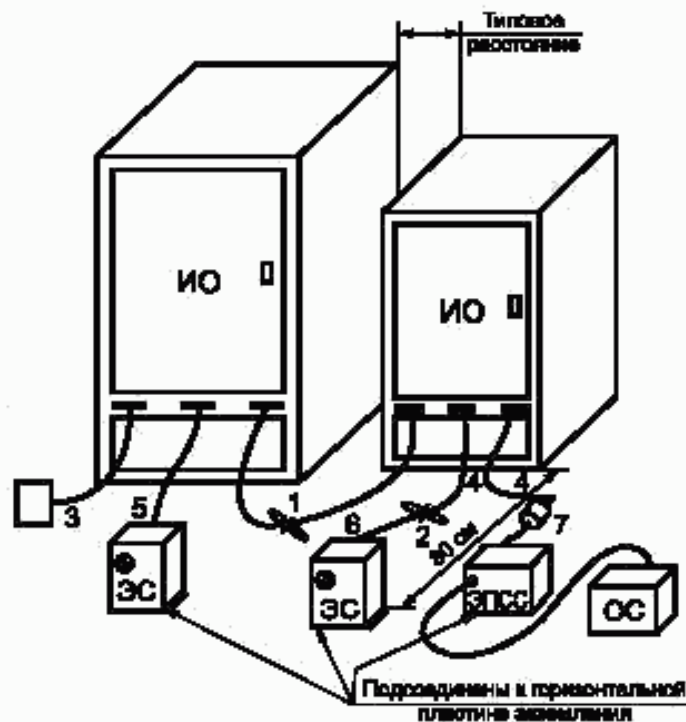 Типовое
расстояние
ИО
ИО
3
5
1
6
2
4
4
7
80 см
ЭС
ЭС
ЭПСС
ОС
Подсоединены к горизонтальной
пластине заземления